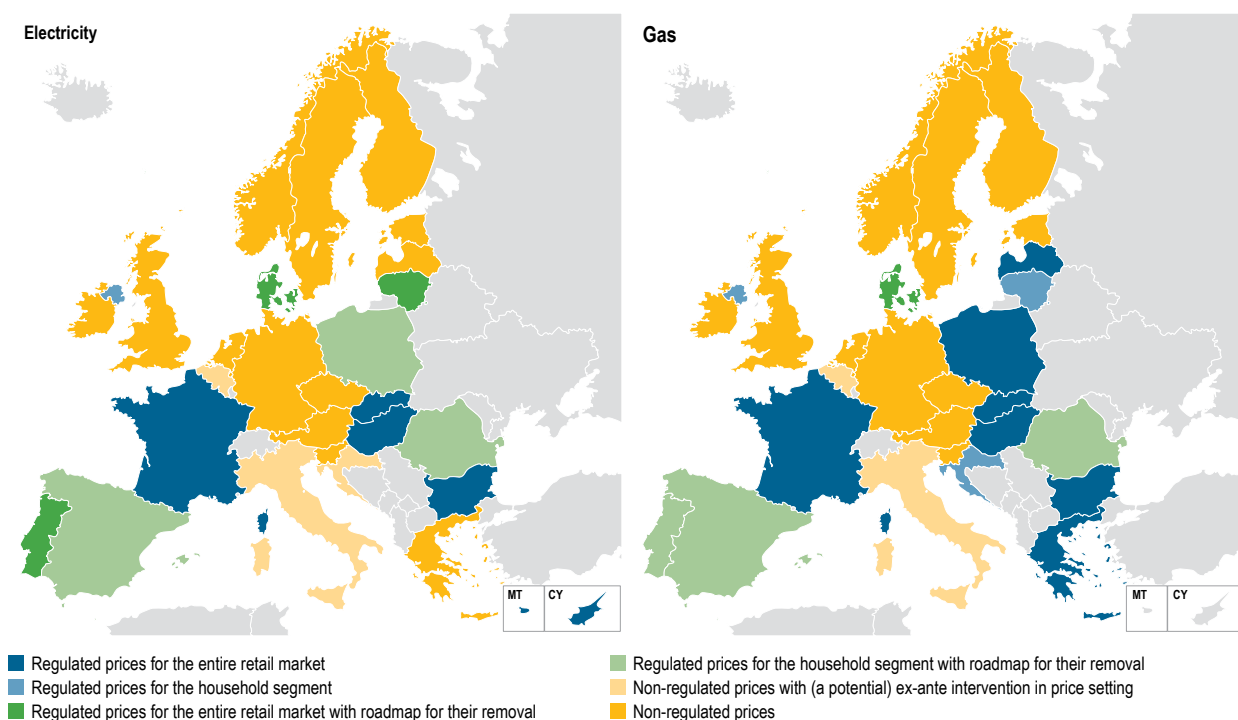 Electricity
Gas
MT
CY
MT
CY
Regulated prices for the entire retail market
Regulated prices for the household segment
Regulated prices for the entire retail market with roadmap for their removal
Regulated prices for the household segment with roadmap for their removal
Non-regulated prices with (a potential) ex-ante intervention in price setting
Non-regulated prices